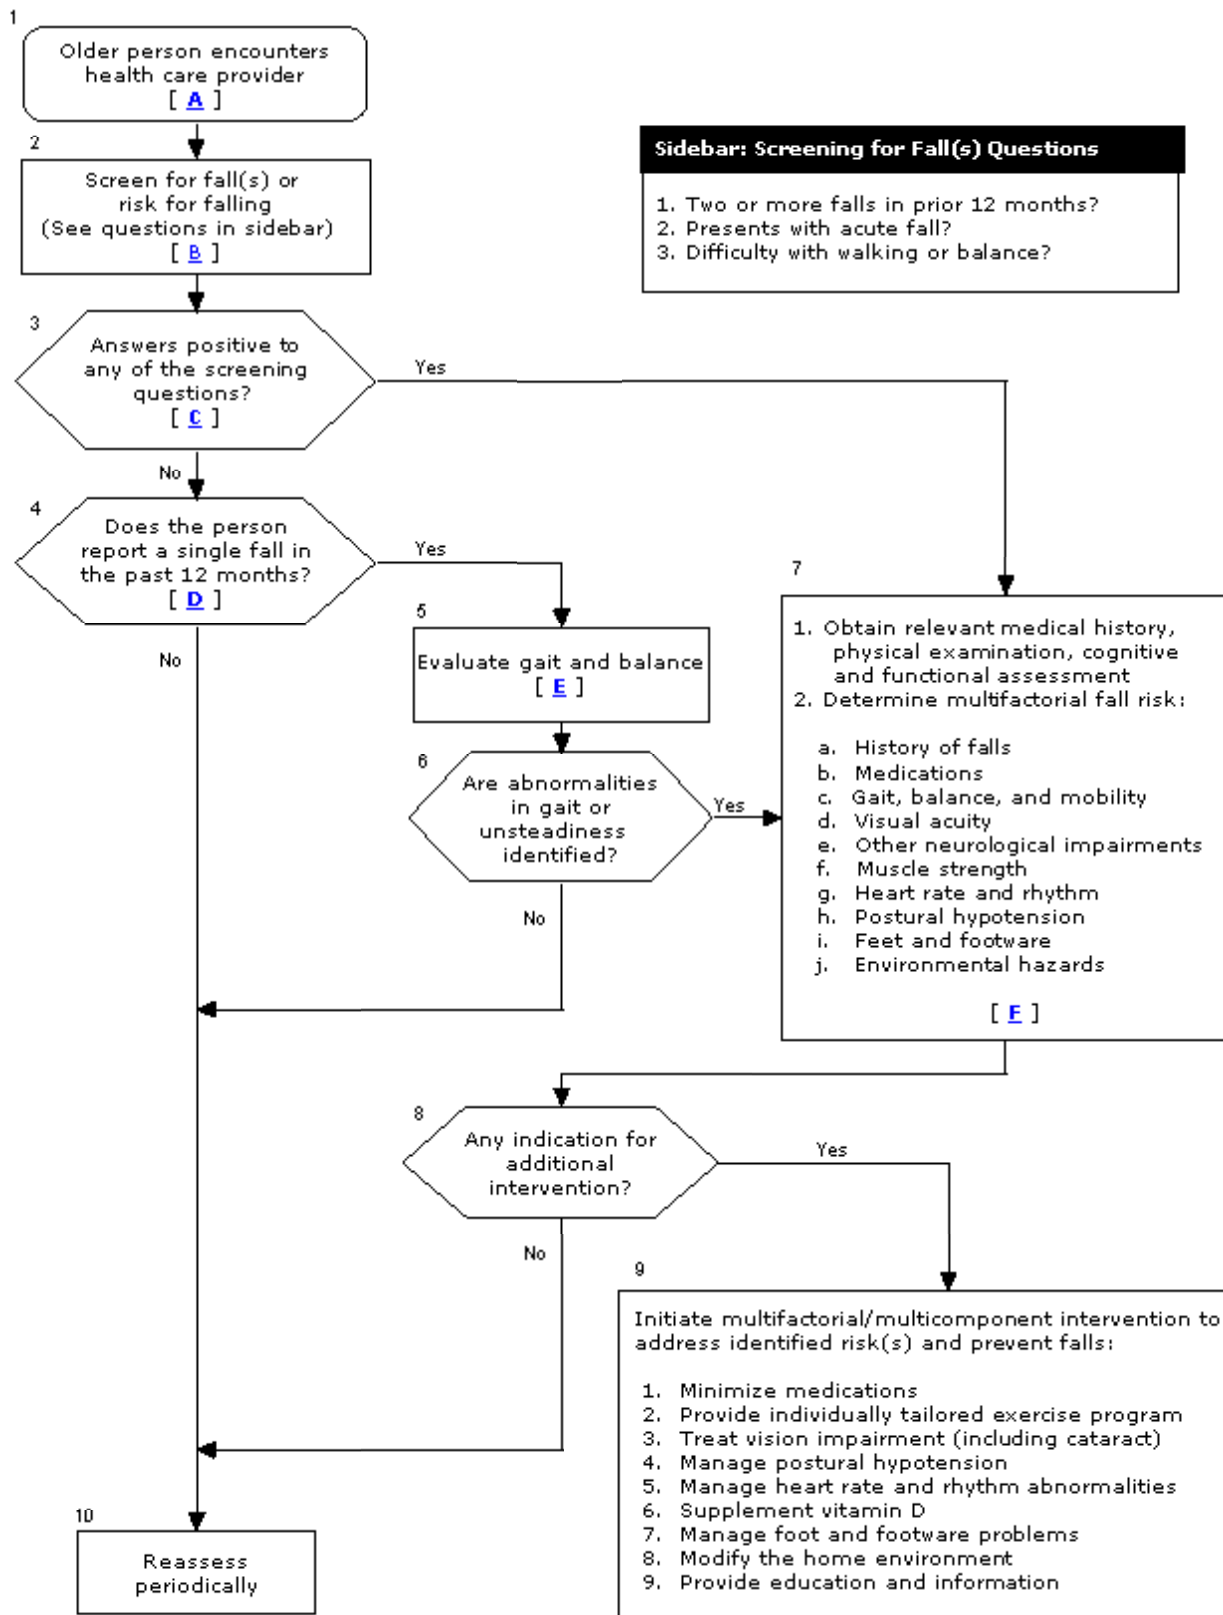 1
Older person encounters
health care provider
[ A ]
2
Screen for fall(s) or
risk for falling
(See questions in sidebar)
[ B ]
Sidebar: Screening for Fall(s) Questions
1. Two or more falls in prior 12 months?
2. Presents with acute fall?
3. Difficulty with walking or balance?
3
Answers positive to
any of the screening
questions?
[ C ]
Yes
No
4
Does the person
report a single fall in
the past 12 months?
[ D ]
Yes
No
5
Evaluate gait and balance
[ E ]
6
Are abnormalities
in gait or
unsteadiness
identified?
Yes
No
7
1. Obtain relevant medical history,
physical examination, cognitive
and functional assessment
2. Determine multifactorial fall risk:
a. History of falls
b. Medications
c. Gait, balance, and mobility
d. Visual acuity
e. Other neurological impairments
f. Muscle strength
g. Heart rate and rhythm
h. Postural hypotension
i. Feet and footware
j. Environmental hazards
[ F ]
8
Any indication for
additional
intervention?
Yes
No
9
Initiate multifactorial/multicomponent intervention to
address identified risk(s) and prevent falls:
1. Minimize medications
2. Provide individually tailored exercise program
3. Treat vision impairment (including cataract)
4. Manage postural hypotension
5. Manage heart rate and rhythm abnormalities
6. Supplement vitamin D
7. Manage foot and footware problems
8. Modify the home environment
9. Provide education and information
10
Reassess
periodically